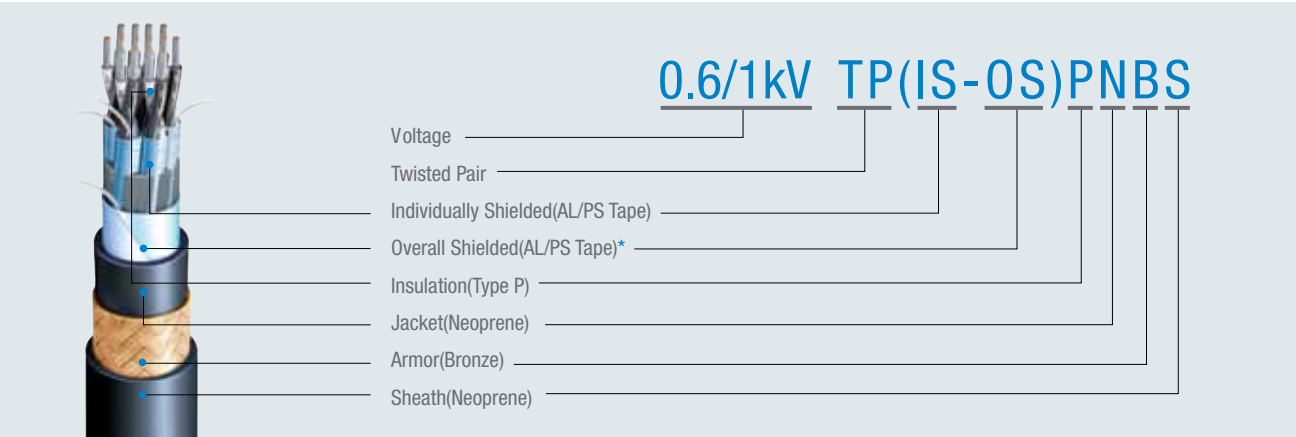 0.6/1kV TP(IS-OS)PNBS
Voltage
Twisted Pair
Individually Shielded(AL/PS Tape)
Overall Shielded(AL/PS Tape)*
Insulation(Type P)
Jacket(Neoprene)
Armor(Bronze)
Sheath(Neoprene)